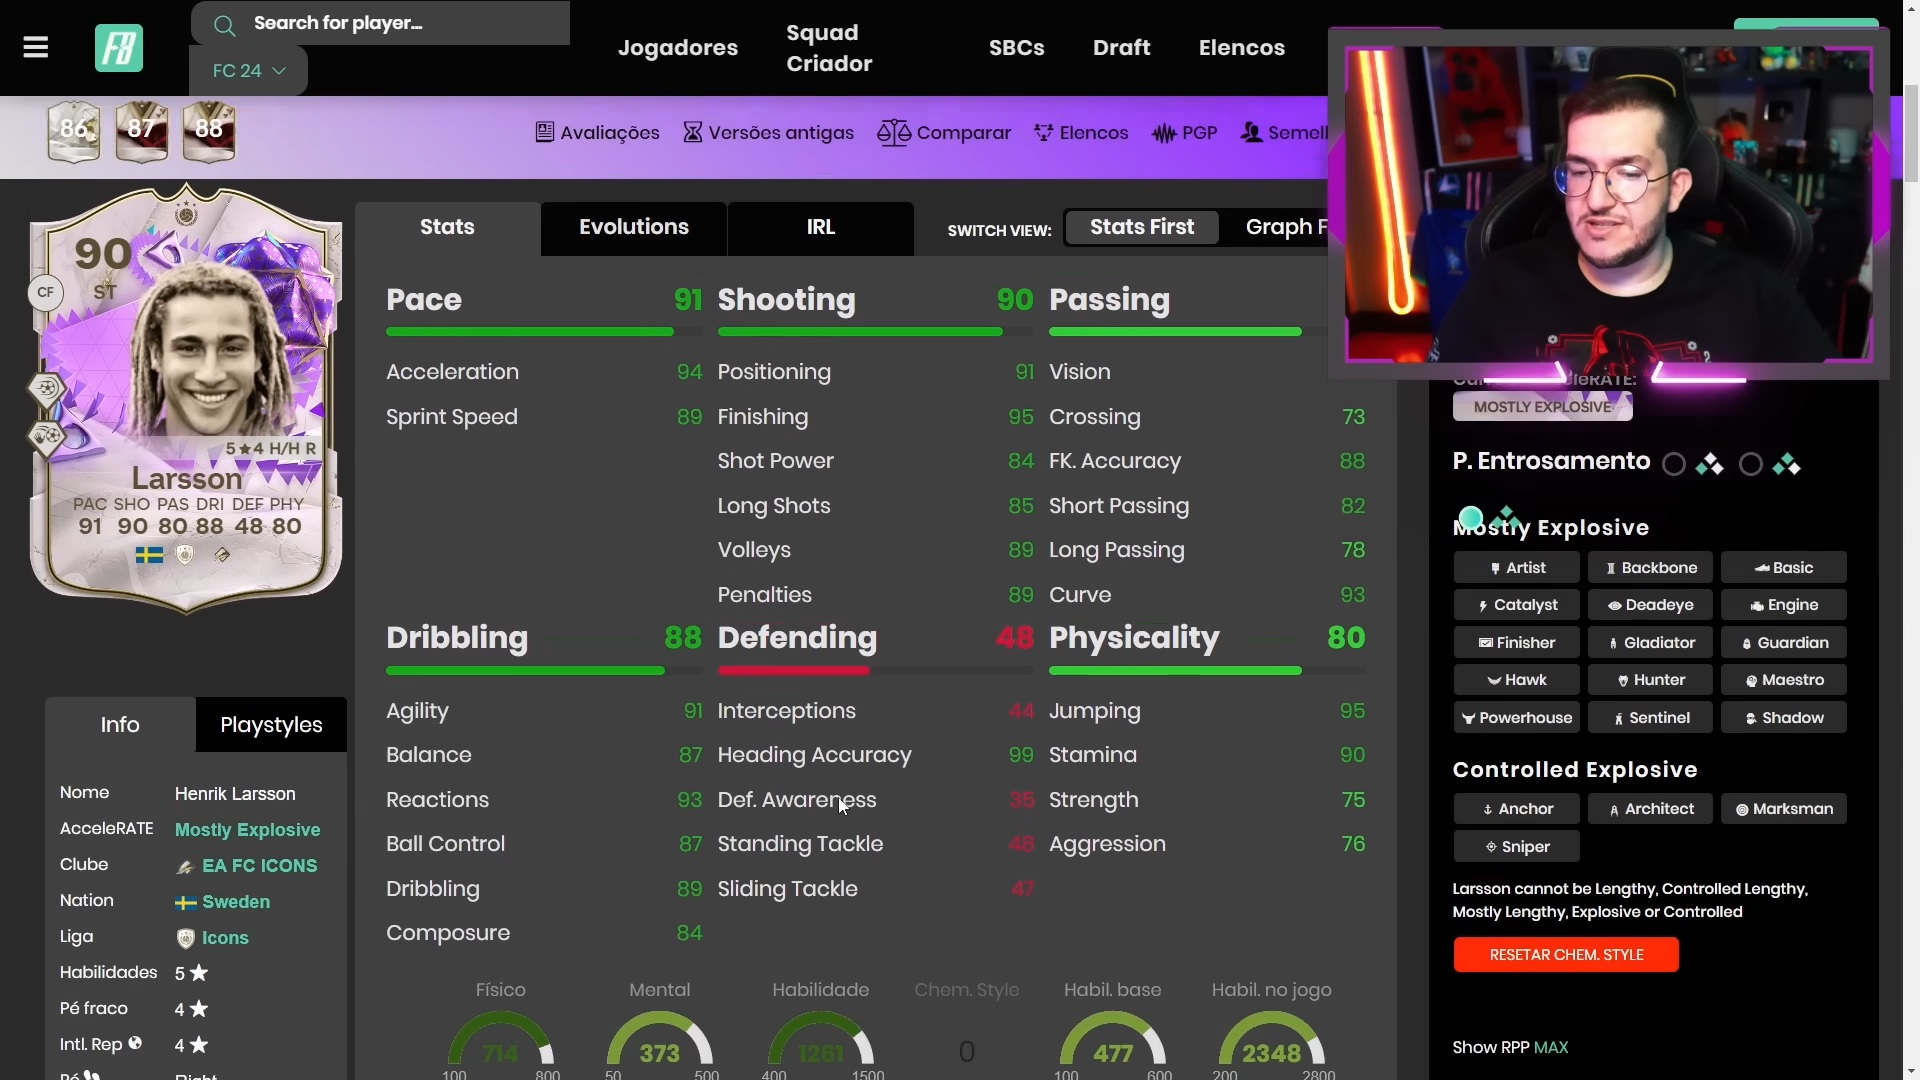 Search for player...
FC 24
Jogadores
Squad
Criador
SBCs
Draft
Elencos
86
87
88
Avaliações
Versões antigas
Comparar
Elencos
PGP
90
ST
CF
5★4 H/H R
Larsson
PAC SHO PAS DRI DEF PHY
91 90 80 88 48 80
Stats
Evolutions
IRL
SWITCH VIEW:
Stats First
Graph F
Pace 91
Acceleration 94
Sprint Speed 89
Shooting 90
Positioning 91
Finishing 95
Shot Power 84
Long Shots 85
Volleys 89
Penalties 89
Passing
Vision
Crossing 73
FK. Accuracy 88
Short Passing 82
Long Passing 78
Curve 93
Dribbling 88
Agility 91
Balance 87
Reactions 93
Ball Control 87
Dribbling 89
Composure 84
Defending 48
Interceptions 44
Heading Accuracy 99
Def. Awareness 35
Standing Tackle 48
Sliding Tackle 47
Physicality 80
Jumping 95
Stamina 90
Strength 75
Aggression 76
Físico
714
100 800
Mental
373
50 500
Habilidade
1261
400 1500
Chem. Style
0
Habil. base
477
100 600
Habil. no jogo
2348
200 2800
Info
Playstyles
Nome Henrik Larsson
AcceleRATE Mostly Explosive
Clube EA FC ICONS
Nation Sweden
Liga Icons
Habilidades 5 ★
Pé fraco 4 ★
Intl. Rep 4 ★
Right
MOSTLY EXPLOSIVE
P. Entrosamento
Mostly Explosive
Artist Backbone Basic
Catalyst Deadeye Engine
Finisher Gladiator Guardian
Hawk Hunter Maestro
Powerhouse Sentinel Shadow
Controlled Explosive
Anchor Architect Marksman
Sniper
Larsson cannot be Lengthy, Controlled Lengthy,
Mostly Lengthy, Explosive or Controlled
RESETAR CHEM. STYLE
Show RPP MAX